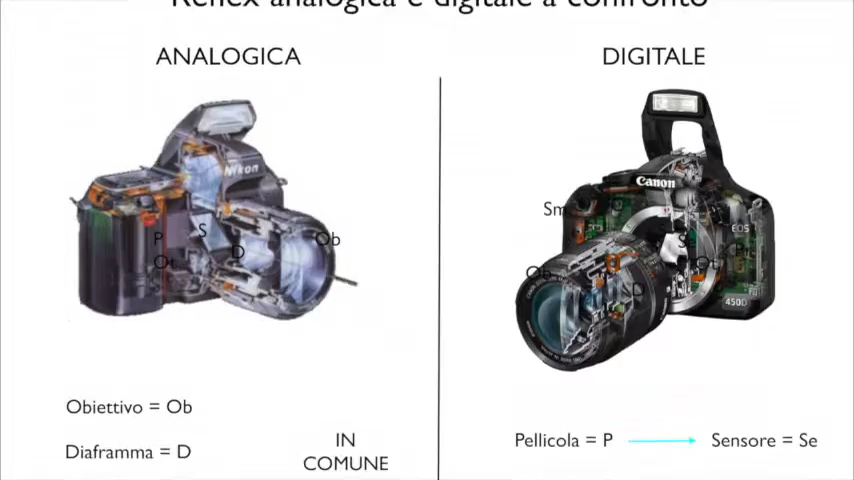 Reflex analogica e digitale a confronto
ANALOGICA
DIGITALE
Nikon
Canon
EOS
450D
P
S
D
Ob
Ot
Sm
Ob
D
Obiettivo = Ob
Diaframma = D
IN
COMUNE
Pellicola = P
Sensore = Se